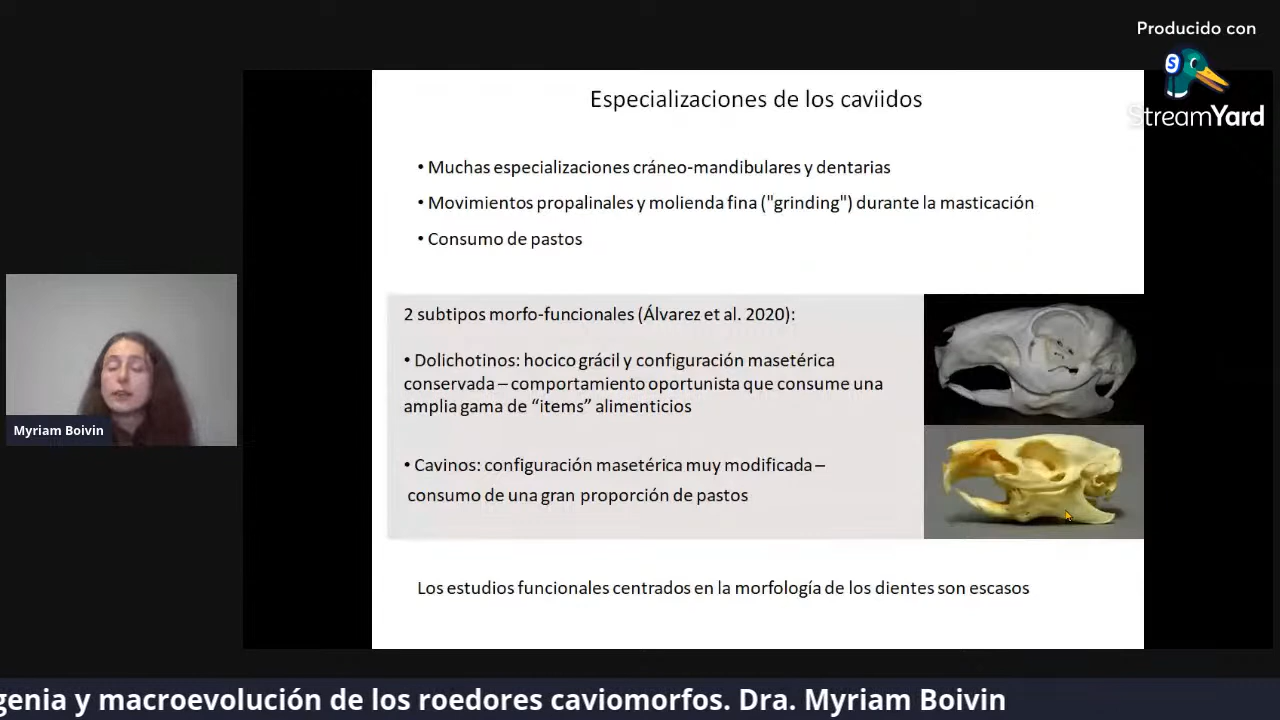 Producido con
StreamYard
Especializaciones de los caviidos
• Muchas especializaciones cráneo-mandibulares y dentarias
• Movimientos propalinales y molienda fina ("grinding") durante la masticación
• Consumo de pastos
2 subtipos morfo-funcionales (Álvarez et al. 2020):
• Dolichotinos: hocico grácil y configuración masetérica
conservada – comportamiento oportunista que consume una
amplia gama de “items” alimenticios
• Cavinos: configuración masetérica muy modificada –
consumo de una gran proporción de pastos
Los estudios funcionales centrados en la morfología de los dientes son escasos
Myriam Boivin
genia y macroevolución de los roedores caviomorfos. Dra. Myriam Boivin